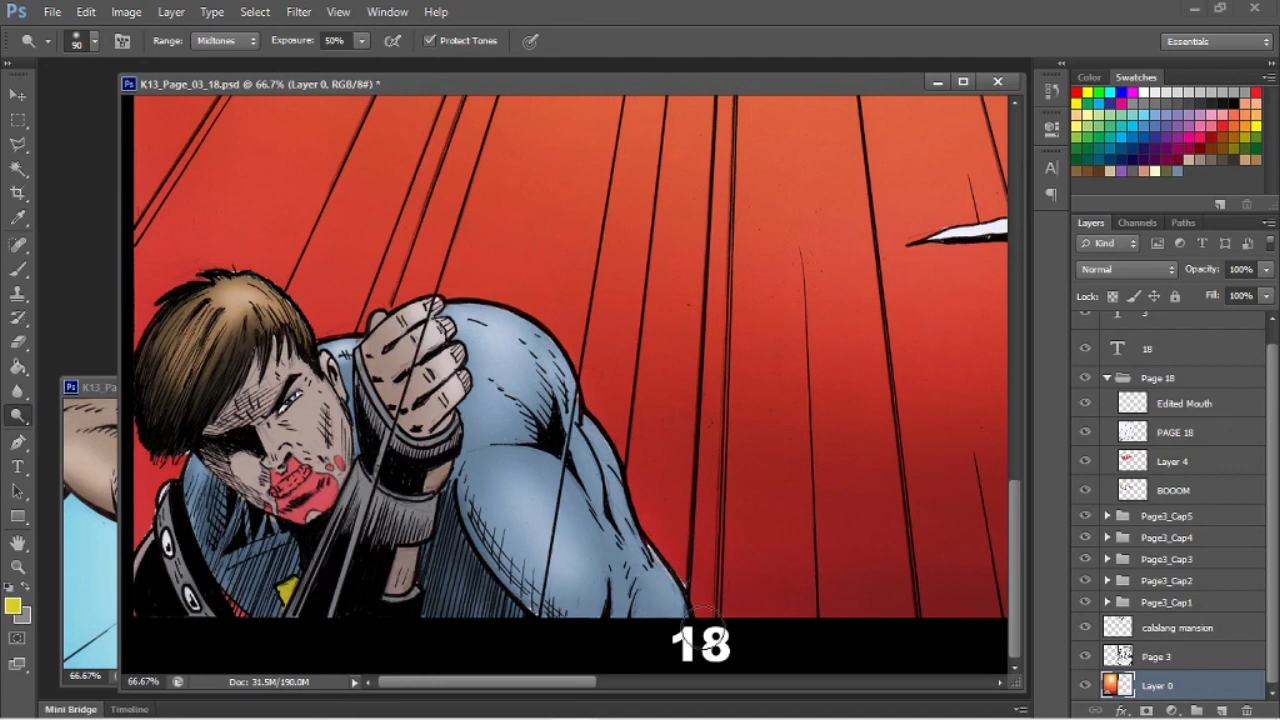 Ps File Edit Image Layer Type Select Filter View Window Help
90 Range: Midtones Exposure: 50% Protect Tones Essentials
K13_Page_03_18.psd @ 66.7% (Layer 0, RGB/8#) *
Color Swatches
Layers Channels Paths
Kind
Normal Opacity: 100%
Lock: Fill: 100%
3
18
Page 18
Edited Mouth
PAGE 18
Layer 4
BOOOM
Page3_Cap5
Page3_Cap4
Page3_Cap3
Page3_Cap2
Page3_Cap1
calalang mansion
Page 3
Layer 0
K13_Pa
18
66.67%
66.67% Doc: 31.5M/190.0M
Mini Bridge Timeline